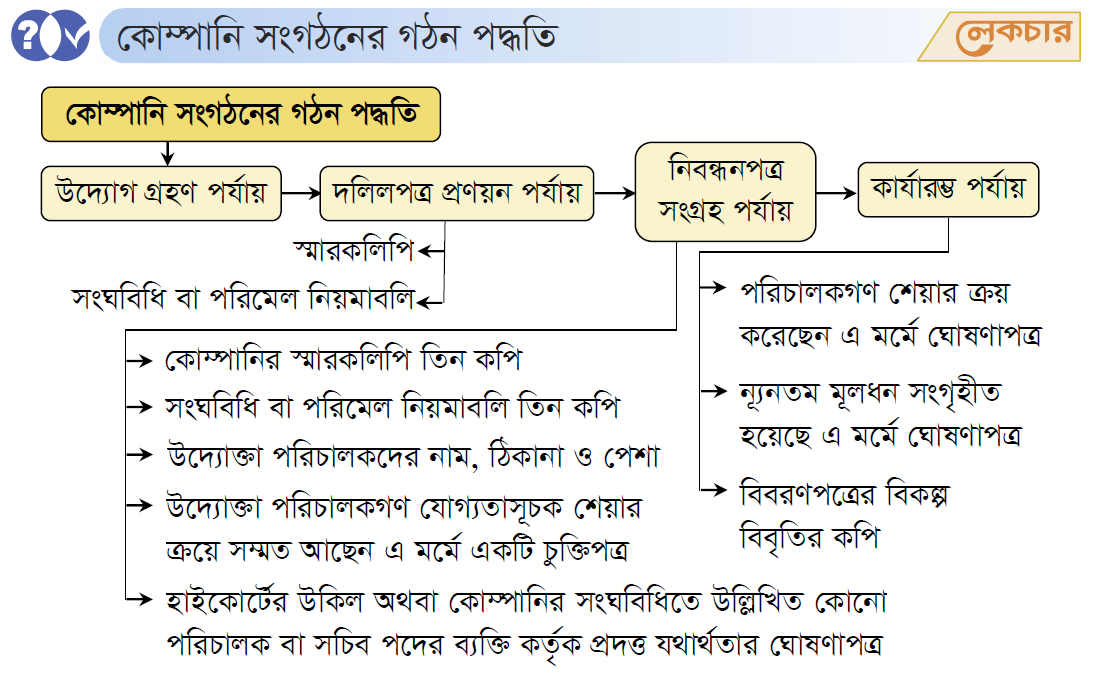 কোম্পানি সংগঠনের গঠন পদ্ধতি
লেকচার
কোম্পানি সংগঠনের গঠন পদ্ধতি
উদ্যোগ গ্রহণ পর্যায়
দলিলপত্র প্রণয়ন পর্যায়
নিবন্ধনপত্র
সংগ্রহ পর্যায়
কার্যারম্ভ পর্যায়
স্মারকলিপি
সংঘবিধি বা পরিমেল নিয়মাবলি
কোম্পানির স্মারকলিপি তিন কপি
সংঘবিধি বা পরিমেল নিয়মাবলি তিন কপি
উদ্যোক্তা পরিচালকদের নাম, ঠিকানা ও পেশা
উদ্যোক্তা পরিচালকগণ যোগ্যতাসূচক শেয়ার
ক্রয়ে সম্মত আছেন এ মর্মে একটি চুক্তিপত্র
হাইকোর্টের উকিল অথবা কোম্পানির সংঘবিধিতে উল্লিখিত কোনো
পরিচালক বা সচিব পদের ব্যক্তি কর্তৃক প্রদত্ত যথার্থতার ঘোষণাপত্র
পরিচালকগণ শেয়ার ক্রয়
করেছেন এ মর্মে ঘোষণাপত্র
ন্যূনতম মূলধন সংগৃহীত
হয়েছে এ মর্মে ঘোষণাপত্র
বিবরণপত্রের বিকল্প
বিবৃতির কপি